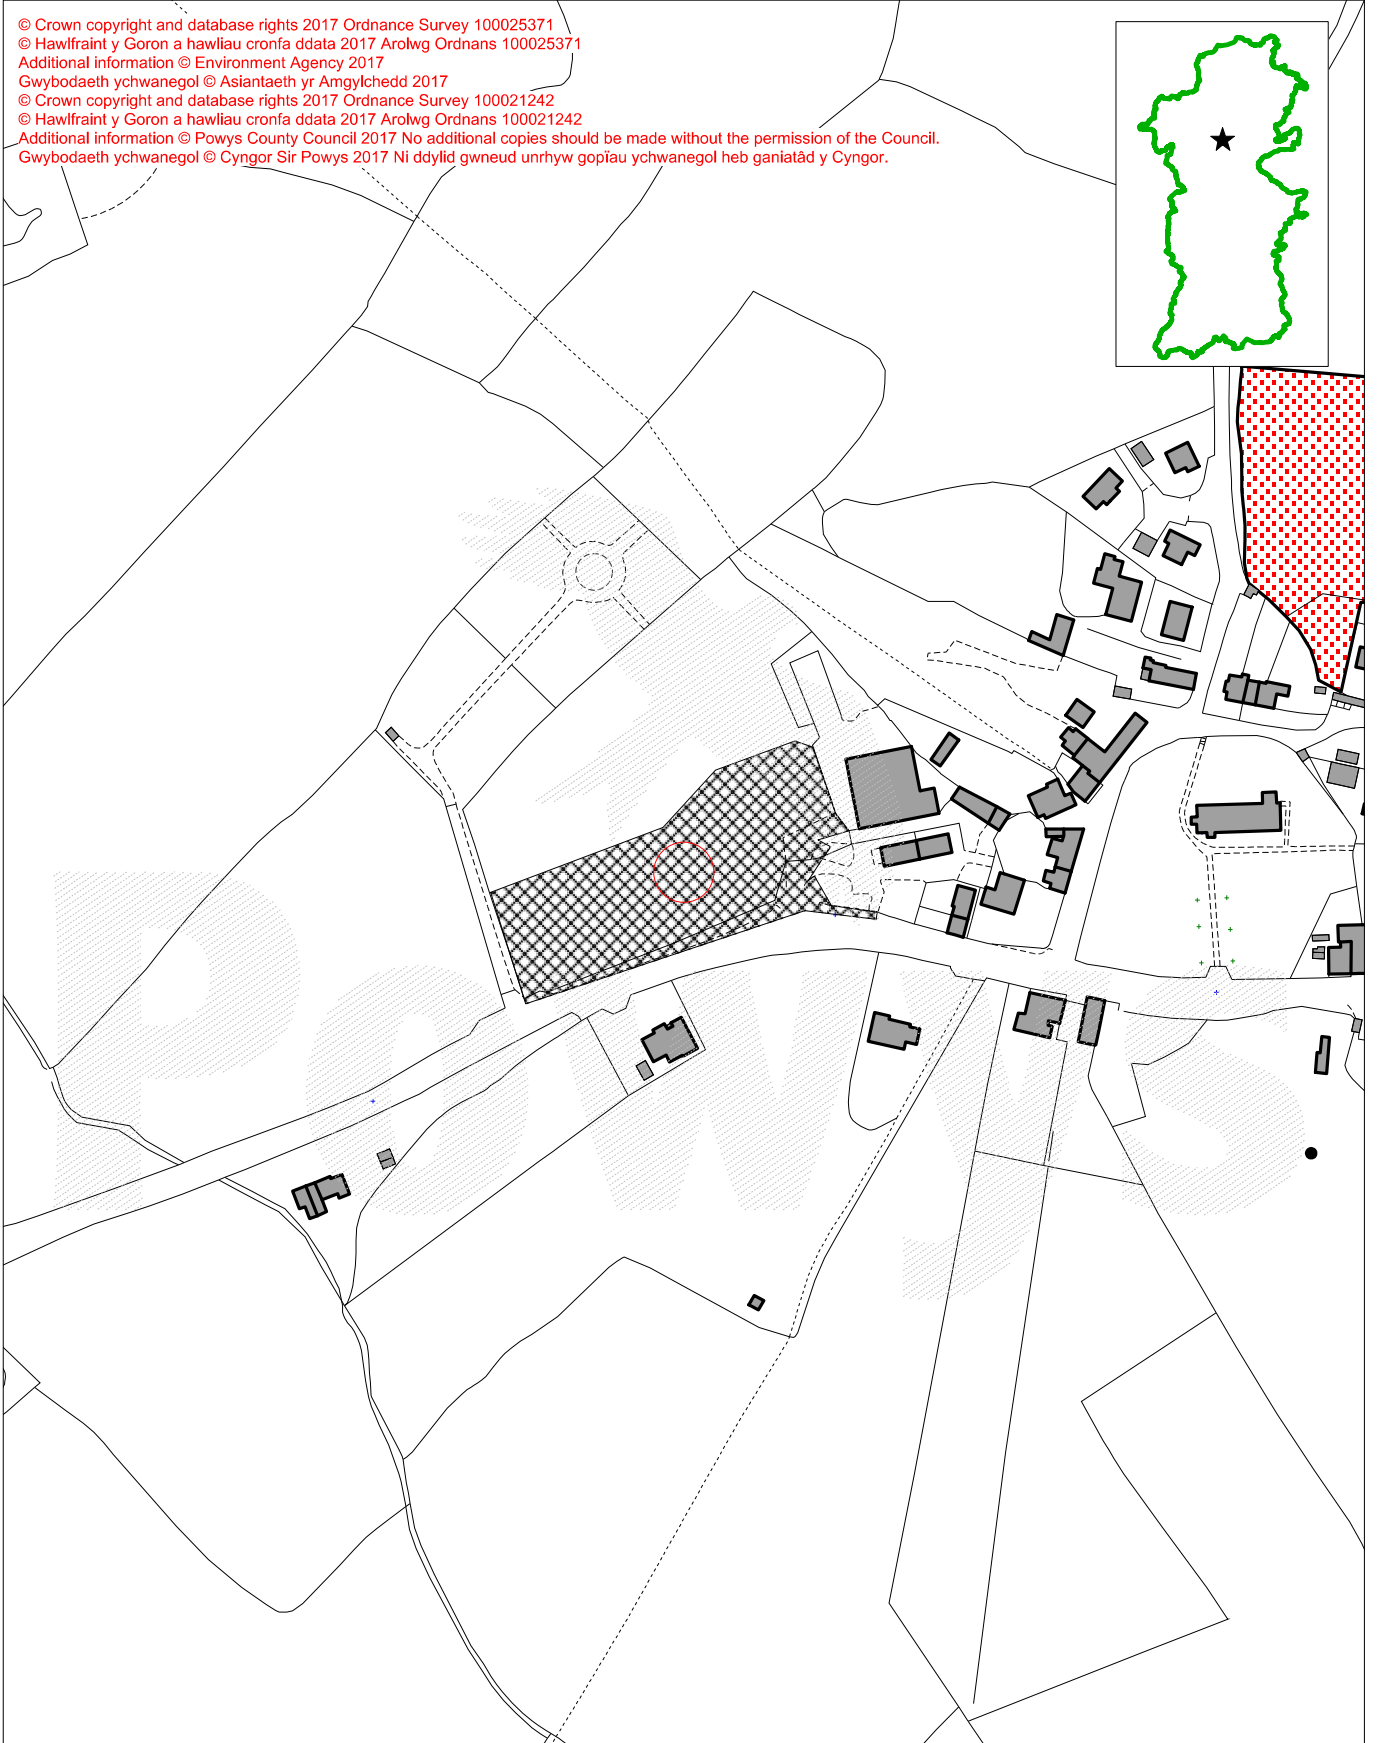 © Crown copyright and database rights 2017 Ordnance Survey 100025371
© Hawlfraint y Goron a hawliau cronfa ddata 2017 Arolwg Ordnans 100025371
Additional information © Environment Agency 2017
Gwybodaeth ychwanegol © Asiantaeth yr Amgylchedd 2017
© Crown copyright and database rights 2017 Ordnance Survey 100021242
© Hawlfraint y Goron a hawliau cronfa ddata 2017 Arolwg Ordnans 100021242
Additional information © Powys County Council 2017 No additional copies should be made without the permission of the Council.
Gwybodaeth ychwanegol © Cyngor Sir Powys 2017 Ni ddylid gwneud unrhyw gopïau ychwanegol heb ganiatâd y Cyngor.
Powys